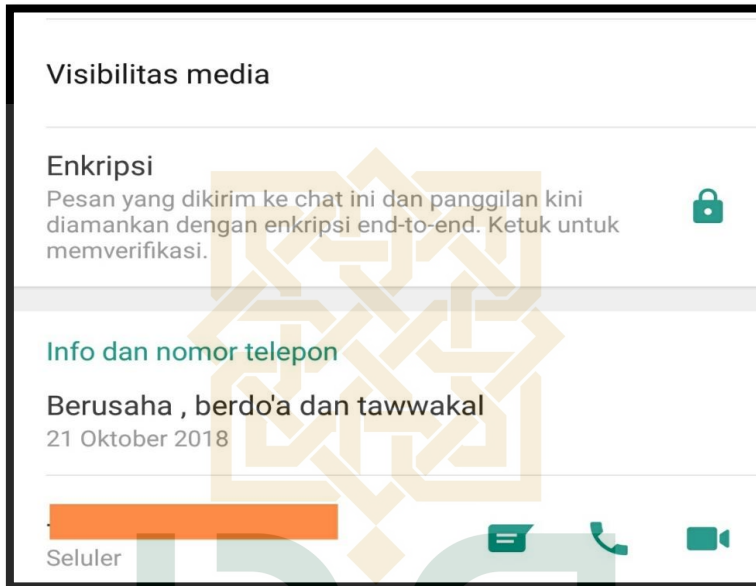 Visibilitas media
Enkripsi
Pesan yang dikirim ke chat ini dan panggilan kini
diamankan dengan enkripsi end-to-end. Ketuk untuk
memverifikasi.
Info dan nomor telepon
Berusaha , berdo'a dan tawwakal
21 Oktober 2018
Seluler